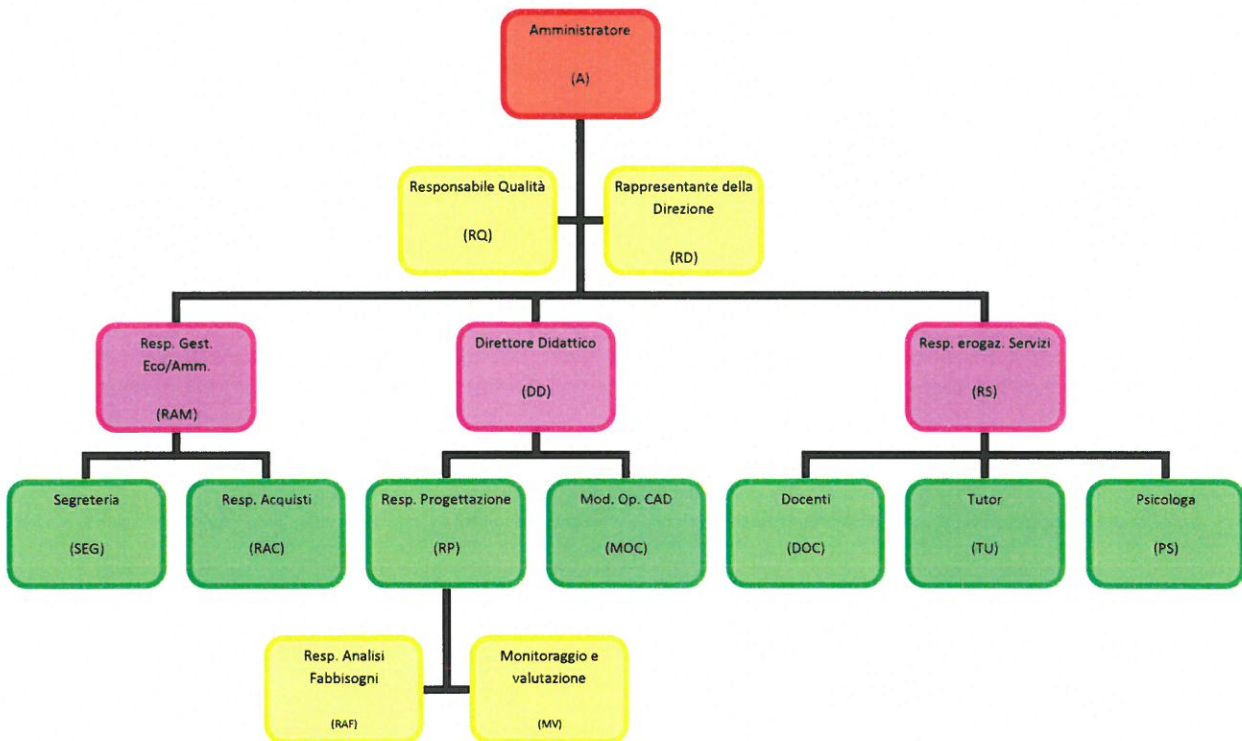 Amministratore
(A)
Responsabile Qualità
(RQ)
Rappresentante della
Direzione
(RD)
Resp. Gest.
Eco/Amm.
(RAM)
Direttore Didattico
(DD)
Resp. erogaz. Servizi
(RS)
Segreteria
(SEG)
Resp. Acquisti
(RAC)
Resp. Progettazione
(RP)
Mod. Op. CAD
(MOC)
Docenti
(DOC)
Tutor
(TU)
Psicologa
(PS)
Resp. Analisi
Fabbisogni
(RAF)
Monitoraggio e
valutazione
(MV)